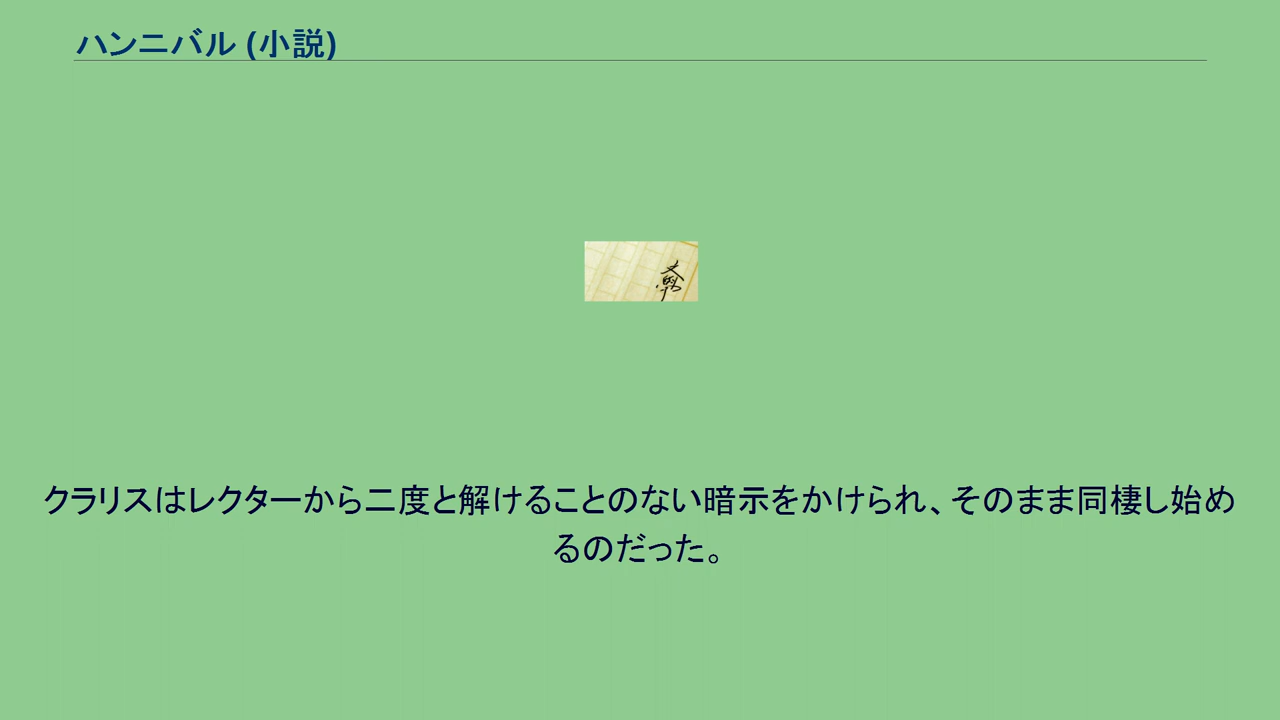 ハンニバル (小説)
クラリスはレクターから二度と解けることのない暗示をかけられ、そのまま同棲し始め
るのだった。